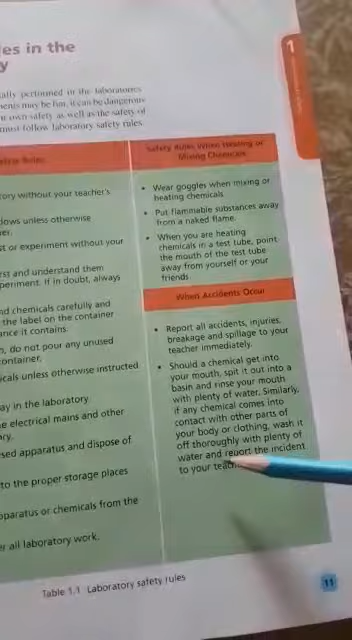 les in the
y
ally performed in the laboratories.
ments may be fun, it can be dangerous
own safety as well as the safety of
must follow laboratory safety rules.
1
Safety Rules
ory without your teacher's
dows unless otherwise
er.
st or experiment without your
rst and understand them
periment. If in doubt, always
nd chemicals carefully and
the label on the container
ance it contains.
, do not pour any unused
container.
icals unless otherwise instructed
ay in the laboratory.
e electrical mains and other
ry.
sed apparatus and dispose of
to the proper storage places
pparatus or chemicals from the
er all laboratory work.
Safety Rules When Heating or
Mixing Chemicals
• Wear goggles when mixing or
heating chemicals.
• Put flammable substances away
from a naked flame.
• When you are heating
chemicals in a test tube, point
the mouth of the test tube
away from yourself or your
friends.
When Accidents Occur
• Report all accidents, injuries,
breakage and spillage to your
teacher immediately.
• Should a chemical get into
your mouth, spit it out into a
basin and rinse your mouth
with plenty of water. Similarly,
if any chemical comes into
contact with other parts of
your body or clothing, wash it
off thoroughly with plenty of
water and report the incident
to your teac
Table 1.1 Laboratory safety rules
11